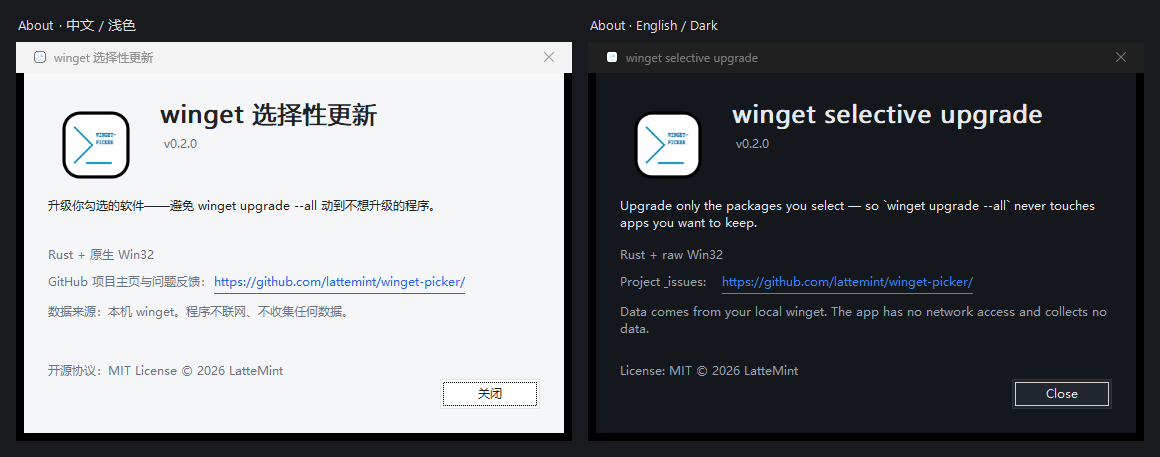 About · 中文 / 浅色
winget 选择性更新
WINGET-
PICKER
winget 选择性更新
v0.2.0
升级你勾选的软件——避免 winget upgrade --all 动到不想升级的程序。
Rust + 原生 Win32
GitHub 项目主页与问题反馈： https://github.com/lattemint/winget-picker/
数据来源：本机 winget。程序不联网、不收集任何数据。
开源协议：MIT License © 2026 LatteMint
关闭
About · English / Dark
winget selective upgrade
WINGET-
PICKER
winget selective upgrade
v0.2.0
Upgrade only the packages you select — so `winget upgrade --all` never touches
apps you want to keep.
Rust + raw Win32
Project _issues: https://github.com/lattemint/winget-picker/
Data comes from your local winget. The app has no network access and collects no
data.
License: MIT © 2026 LatteMint
Close